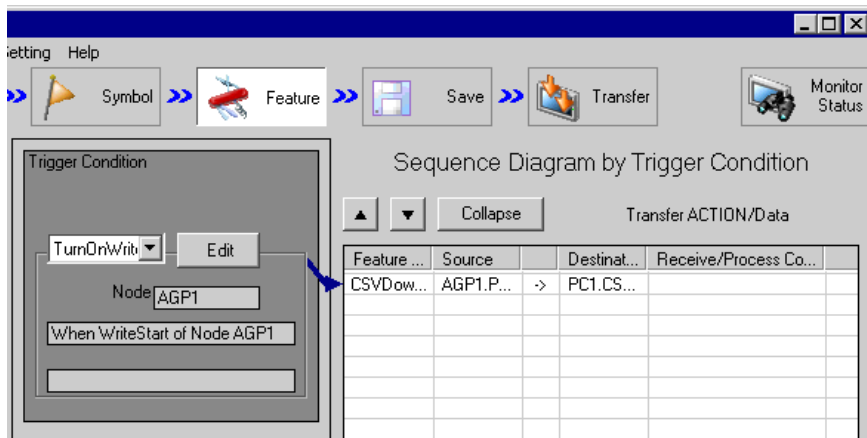 Setting Help
Symbol Feature Save Transfer Monitor Status
Trigger Condition
Sequence Diagram by Trigger Condition
Collapse Transfer ACTION/Data
TurnOnWrit Edit
Feature ... Source Destinat... Receive/Process Co...
CSVDow... AGP1.P... -> PC1.CS...
Node AGP1
When WriteStart of Node AGP1